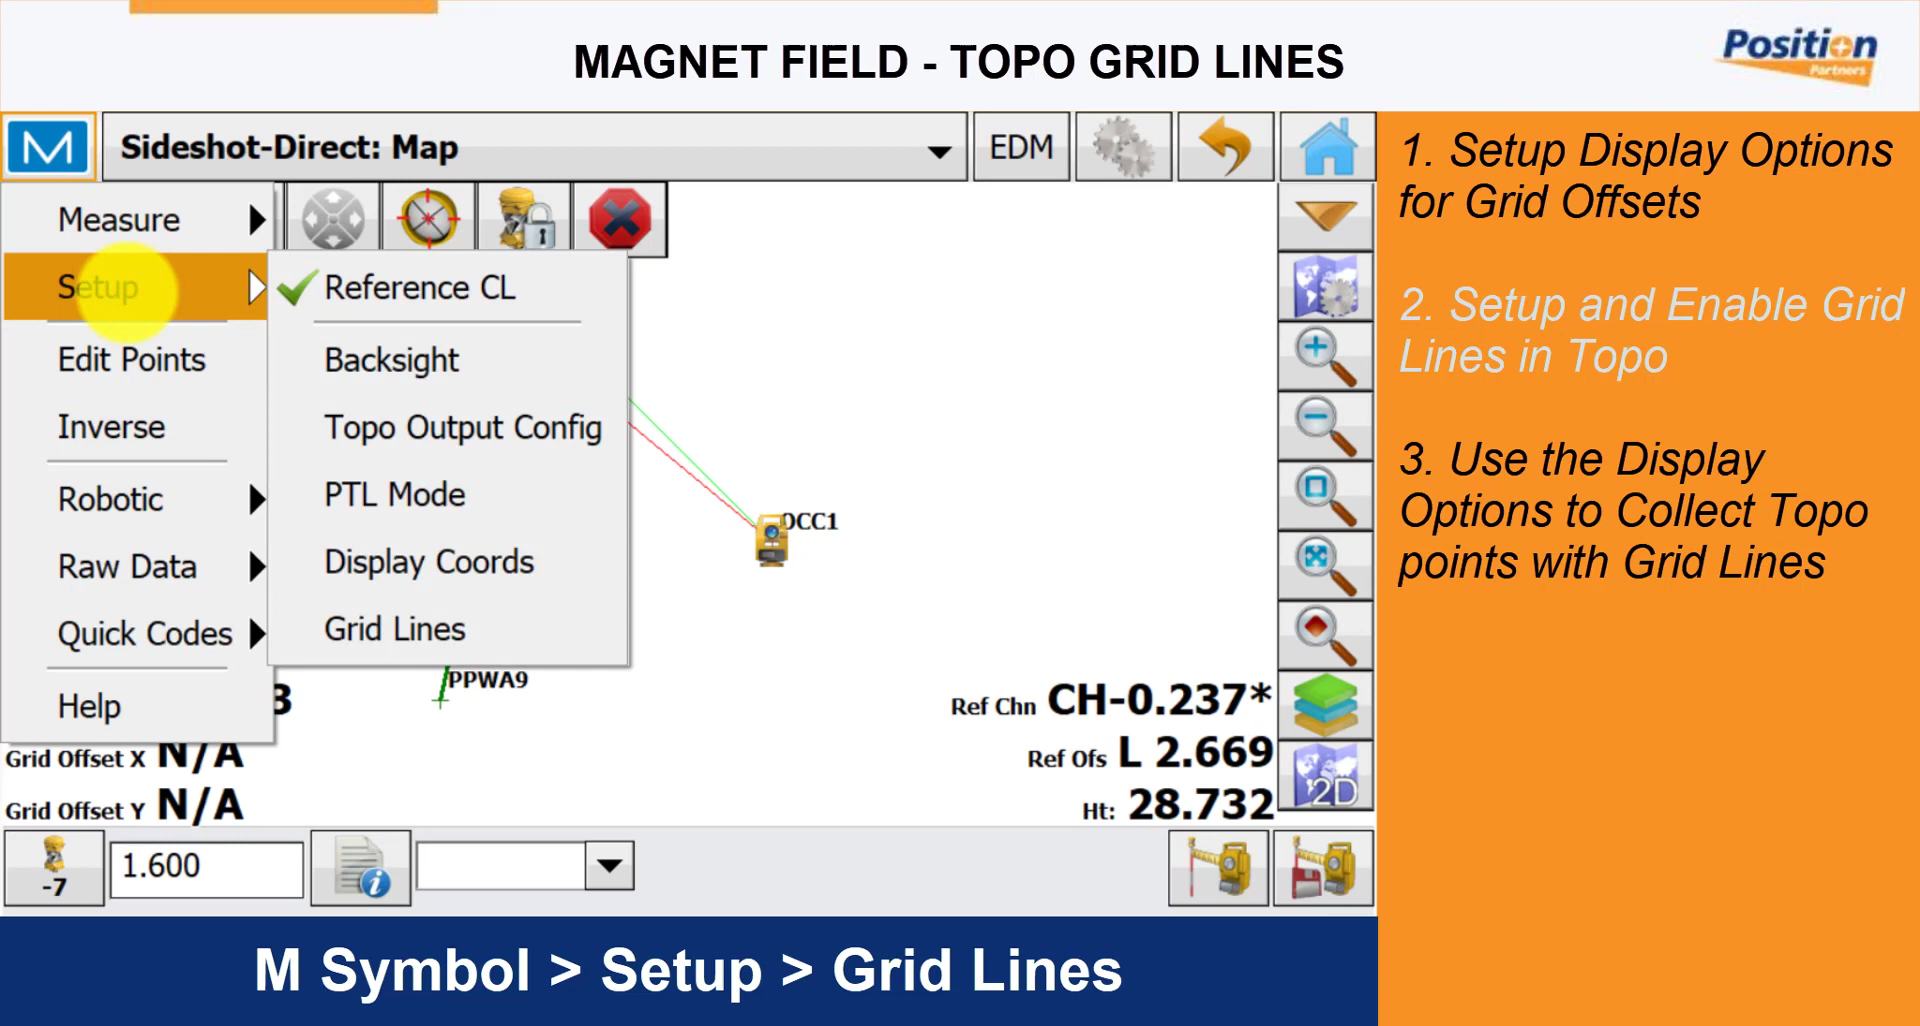 MAGNET FIELD - TOPO GRID LINES
Position
Partners
Sideshot-Direct: Map
EDM
Measure
Setup
Edit Points
Inverse
Robotic
Raw Data
Quick Codes
Help
Reference CL
Backsight
Topo Output Config
PTL Mode
Display Coords
Grid Lines
OCC1
PPWA9
3
Grid Offset X N/A
Grid Offset Y N/A
Ref Chn CH-0.237*
Ref Ofs L 2.669
Ht: 28.732
2D
-7
1.600
1. Setup Display Options
for Grid Offsets
2. Setup and Enable Grid
Lines in Topo
3. Use the Display
Options to Collect Topo
points with Grid Lines
M Symbol > Setup > Grid Lines